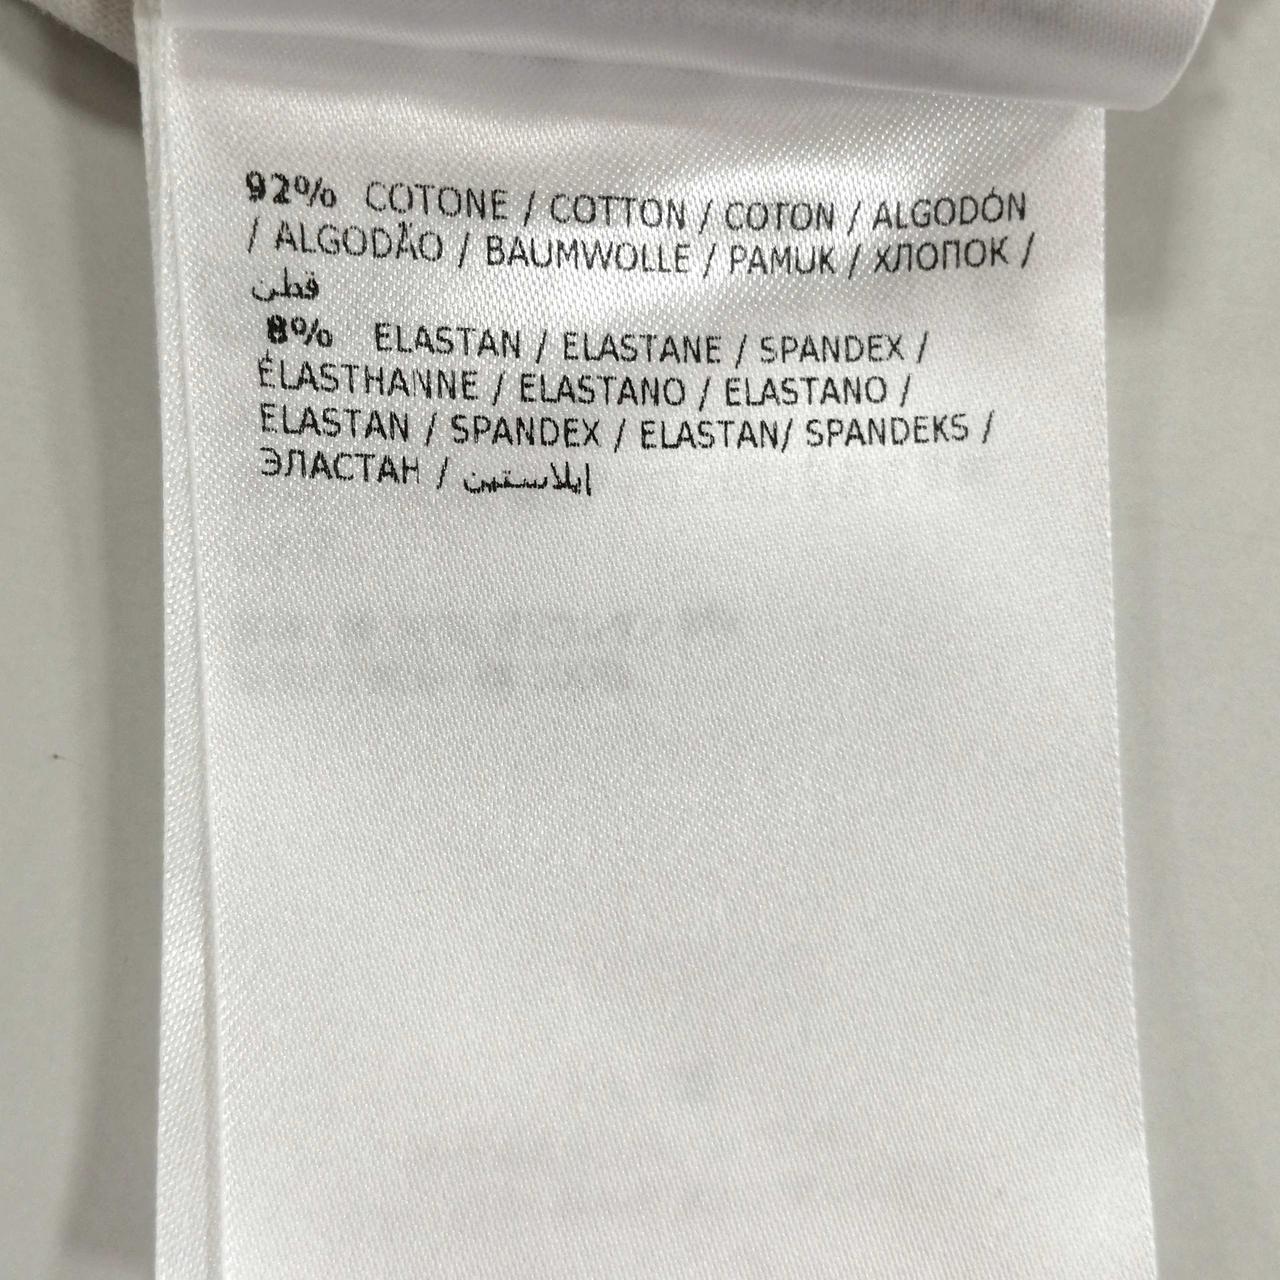 92% COTONE / COTTON / COTON / ALGODÓN
/ ALGODÃO / BAUMWOLLE / PAMUK / ХЛОПОК /
قطن
8% ELASTAN / ELASTANE / SPANDEX /
ÉLASTHANNE / ELASTANO / ELASTANO /
ELASTAN / SPANDEX / ELASTAN/ SPANDEKS /
ЭЛАСТАН / ايلاستين